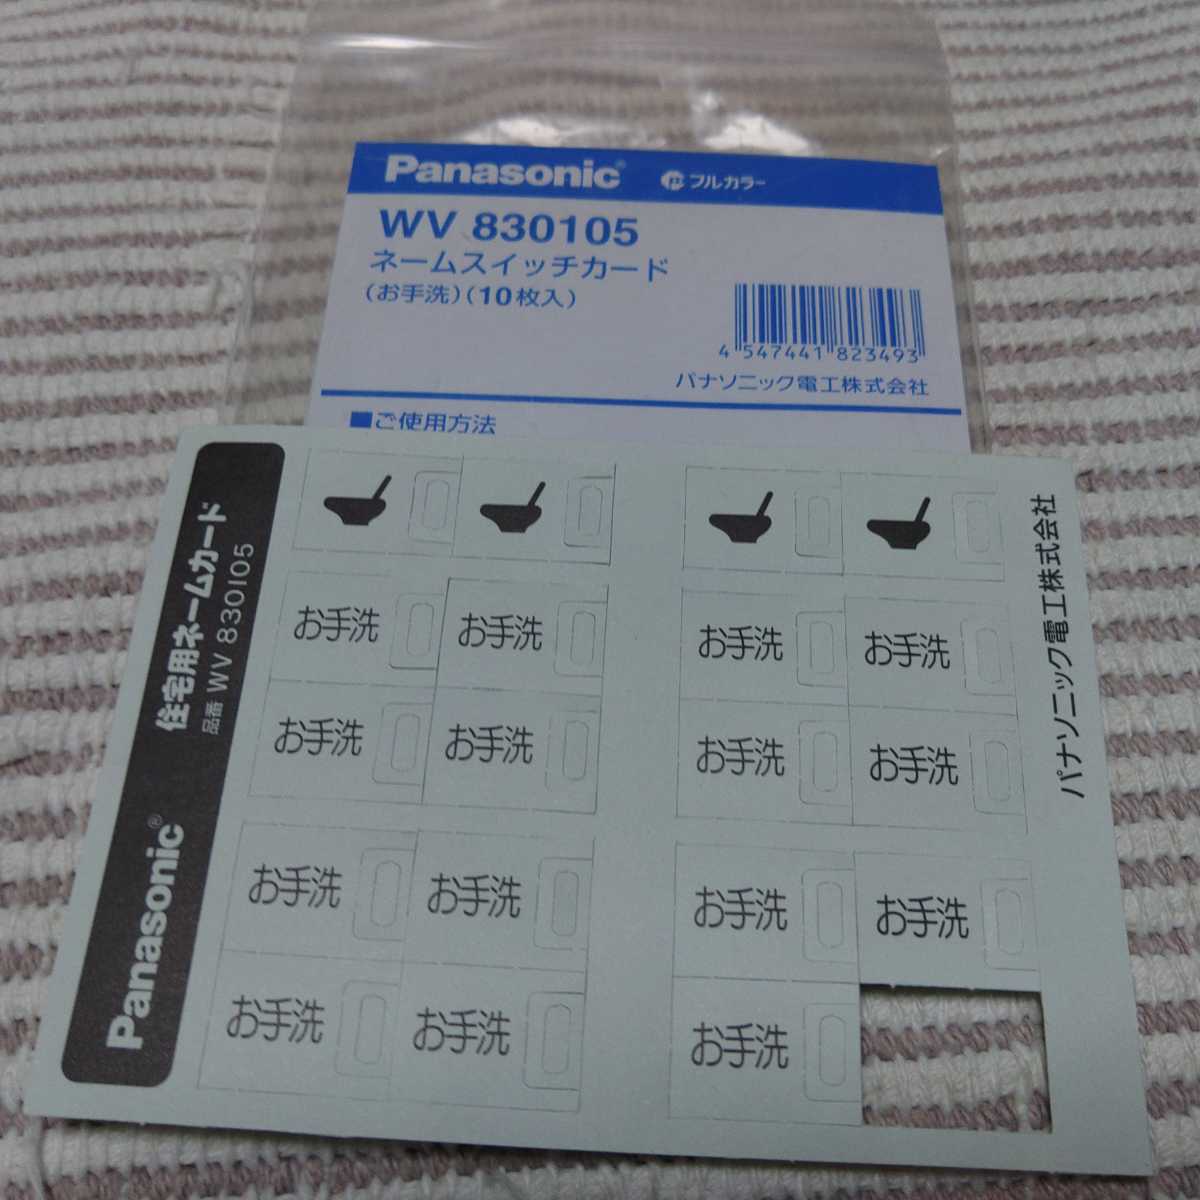 Panasonic® フルカラー
WV 830105
ネームスイッチカード
(お手洗)(10枚入)
4 547441 823493
パナソニック電工株式会社
■ご使用方法
Panasonic® 住宅用ネームカード
品番 WV 830105
お手洗 お手洗 お手洗 お手洗
お手洗 お手洗 お手洗 お手洗
お手洗 お手洗 お手洗 お手洗
お手洗 お手洗 お手洗
パナソニック電工株式会社